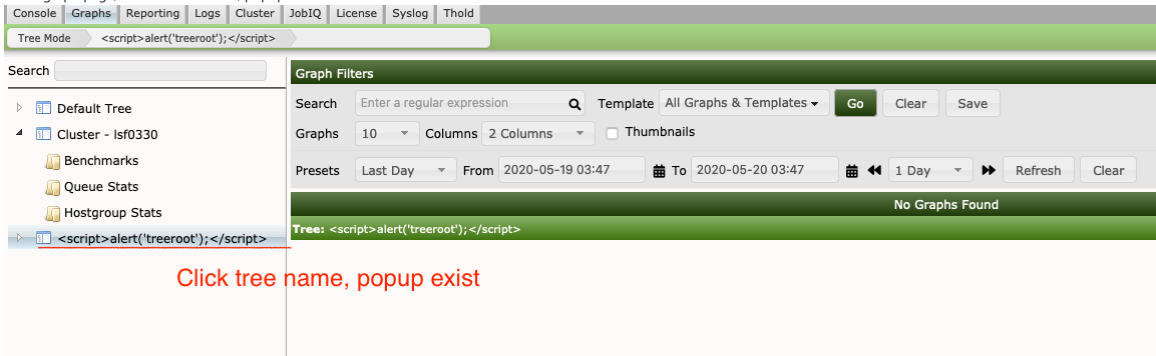 Console Graphs Reporting Logs Cluster JobIQ License Syslog Thold
Tree Mode <script>alert('treeroot');</script>
Search
Default Tree
Cluster - lsf0330
Benchmarks
Queue Stats
Hostgroup Stats
<script>alert('treeroot');</script>
Graph Filters
Search Enter a regular expression Template All Graphs & Templates Go Clear Save
Graphs 10 Columns 2 Columns Thumbnails
Presets Last Day From 2020-05-19 03:47 To 2020-05-20 03:47 1 Day Refresh Clear
No Graphs Found
Tree: <script>alert('treeroot');</script>
Click tree name, popup exist